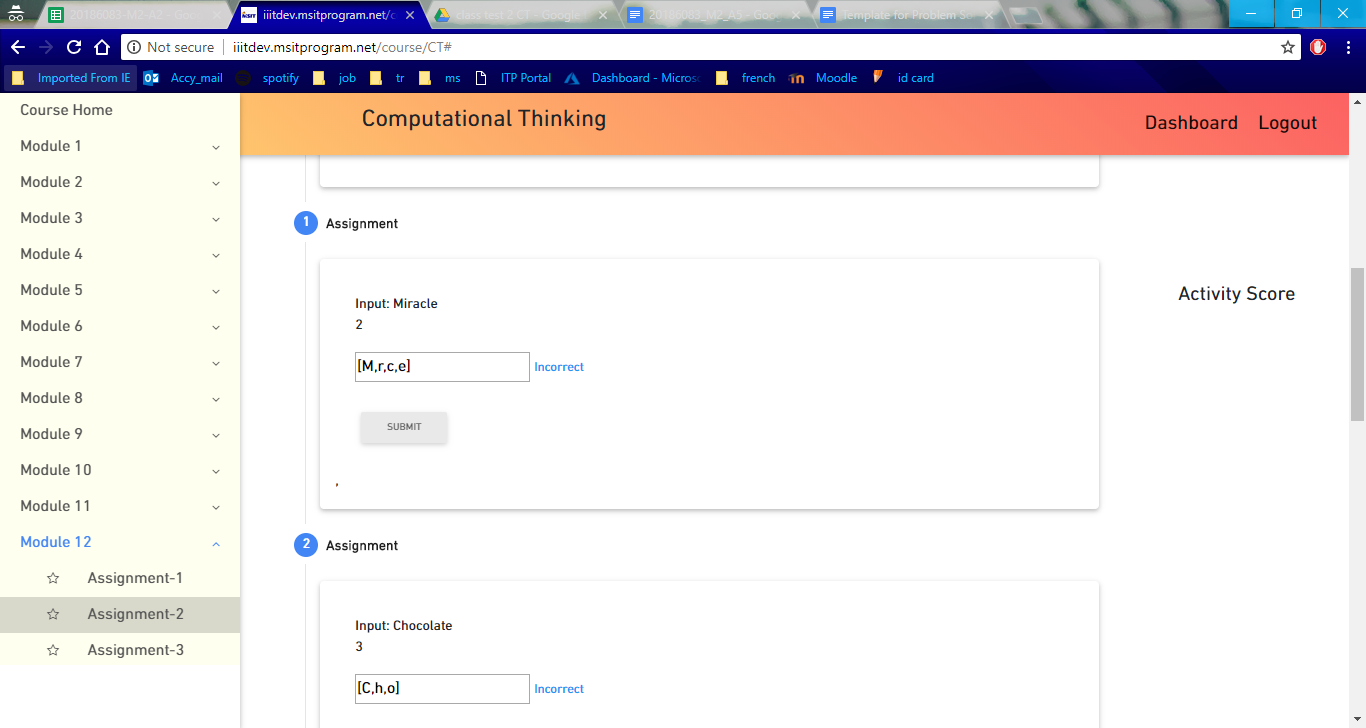 20186083-M2-A2 - Goo
iiitdev.msitprogram.net/c
class test 2 CT - Google
20186083_M2_A3 - Goo
Template for Problem So
Not secure
iiitdev.msitprogram.net/course/CT#
Imported From IE
Accy_mail
spotify
job
tr
ms
ITP Portal
Dashboard - Micros
french
Moodle
id card
Computational Thinking
Dashboard
Logout
Course Home
Module 1
Module 2
Module 3
Module 4
Module 5
Module 6
Module 7
Module 8
Module 9
Module 10
Module 11
Module 12
Assignment-1
Assignment-2
Assignment-3
1 Assignment
Input: Miracle
2
[M,r,c,e] Incorrect
SUBMIT
,
2 Assignment
Input: Chocolate
3
[C,h,o] Incorrect
Activity Score